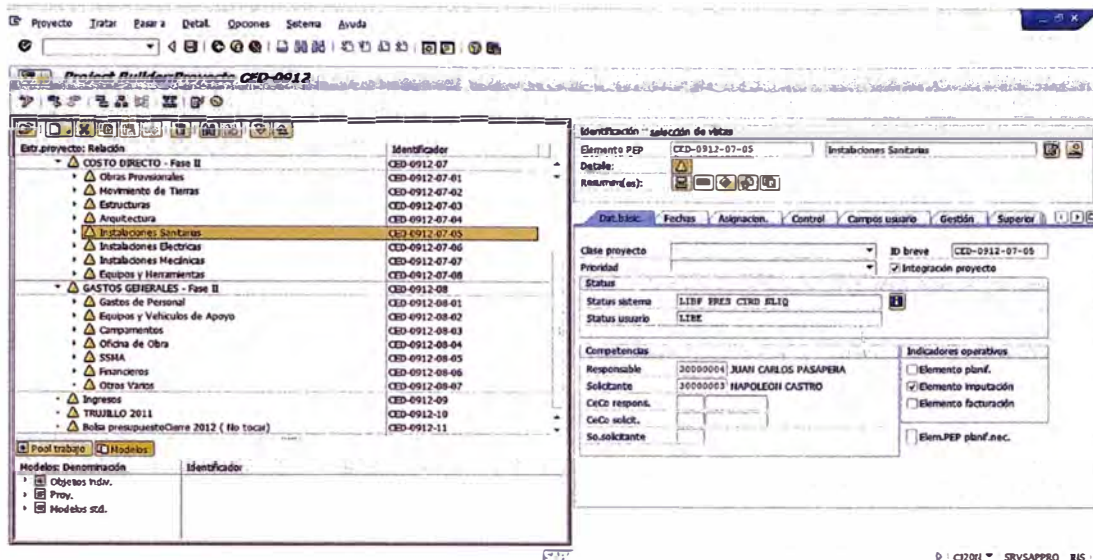 Proyecto Tratar Pasar a Detal. Opciones Sistema Ayuda
Project Builder: Proyecto CED-0912
Estr.proyecto: Relación Identificador
COSTO DIRECTO - Fase II CED-0912-07
Obras Provisionales CED-0912-07-01
Movimiento de Tierras CED-0912-07-02
Estructuras CED-0912-07-03
Arquitectura CED-0912-07-04
Instalaciones Sanitarias CED-0912-07-05
Instalaciones Electricas CED-0912-07-06
Instalaciones Mecánicas CED-0912-07-07
Equipos y Herramientas CED-0912-07-08
GASTOS GENERALES - Fase II CED-0912-08
Gastos de Personal CED-0912-08-01
Equipos y Vehiculos de Apoyo CED-0912-08-02
Campamentos CED-0912-08-03
Oficina de Obra CED-0912-08-04
SSMA CED-0912-08-05
Financieros CED-0912-08-06
Otros Varios CED-0912-08-07
Ingresos CED-0912-09
TRUJILLO 2011 CED-0912-10
Bolsa presupuestoCierre 2012 ( No tocar) CED-0912-11
Pool trabajo Modelos
Modelos: Denominación Identificador
Objetos indiv.
Proy.
Modelos std.
Identificación selección de vistas
Elemento PEP CED-0912-07-05 Instalaciones Sanitarias
Detalle:
Resumen(es):
Dat.básic. Fechas Asignacion. Control Campos usuario Gestión Superior
Clase proyecto ID breve CED-0912-07-05
Prioridad Integración proyecto
Status
Status sistema LIBF PRES CTRD NLIQ
Status usuario LIBE
Competencias Indicadores operativos
Responsable 30000004 JUAN CARLOS PASAPERA Elemento planif.
Solicitante 30000003 NAPOLEON CASTRO Elemento imputación
CeCo respons. Elemento facturación
CeCo solicit.
So.solicitante Elem.PEP planif.nec.
SAP
CJ20N SRVSAPPRO